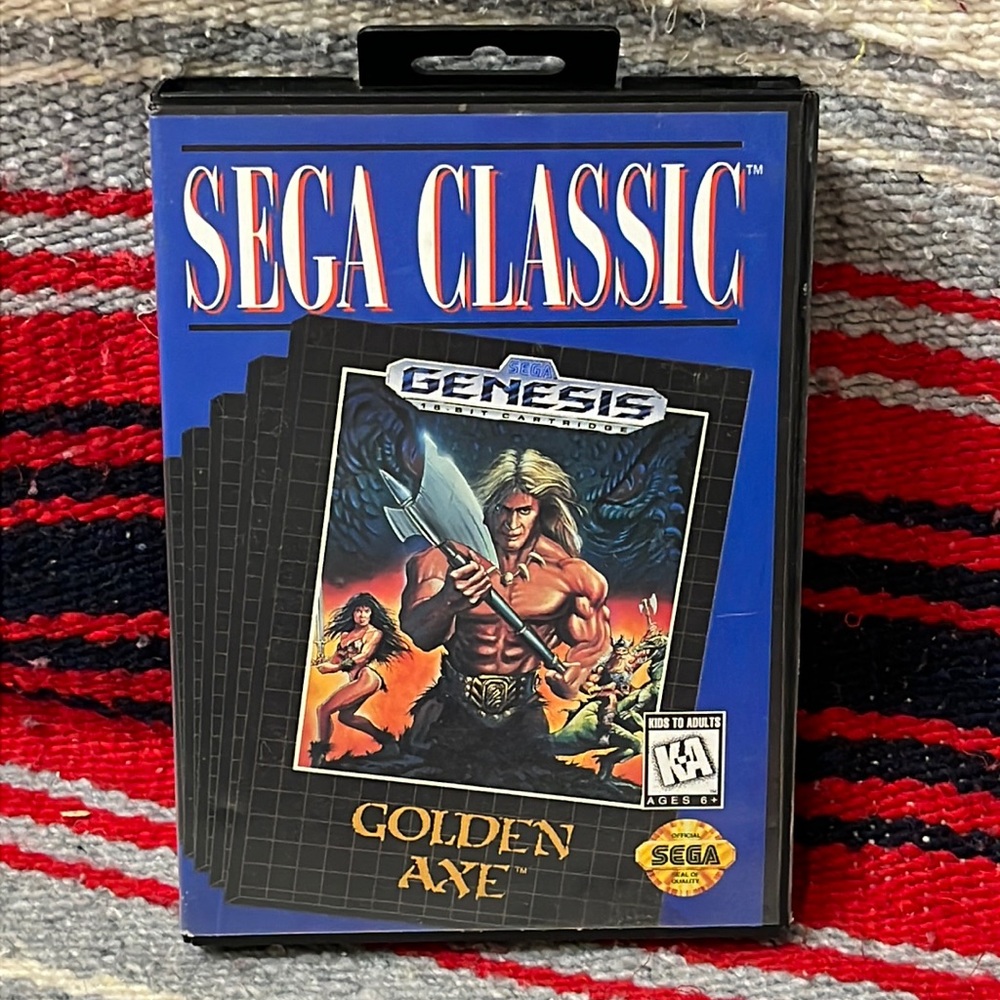 SEGA CLASSIC™
SEGA
GENESIS
16-BIT CARTRIDGE
KIDS TO ADULTS
K-A
™
AGES 6+
GOLDEN
AXE™
OFFICIAL
SEGA
SEAL OF
QUALITY